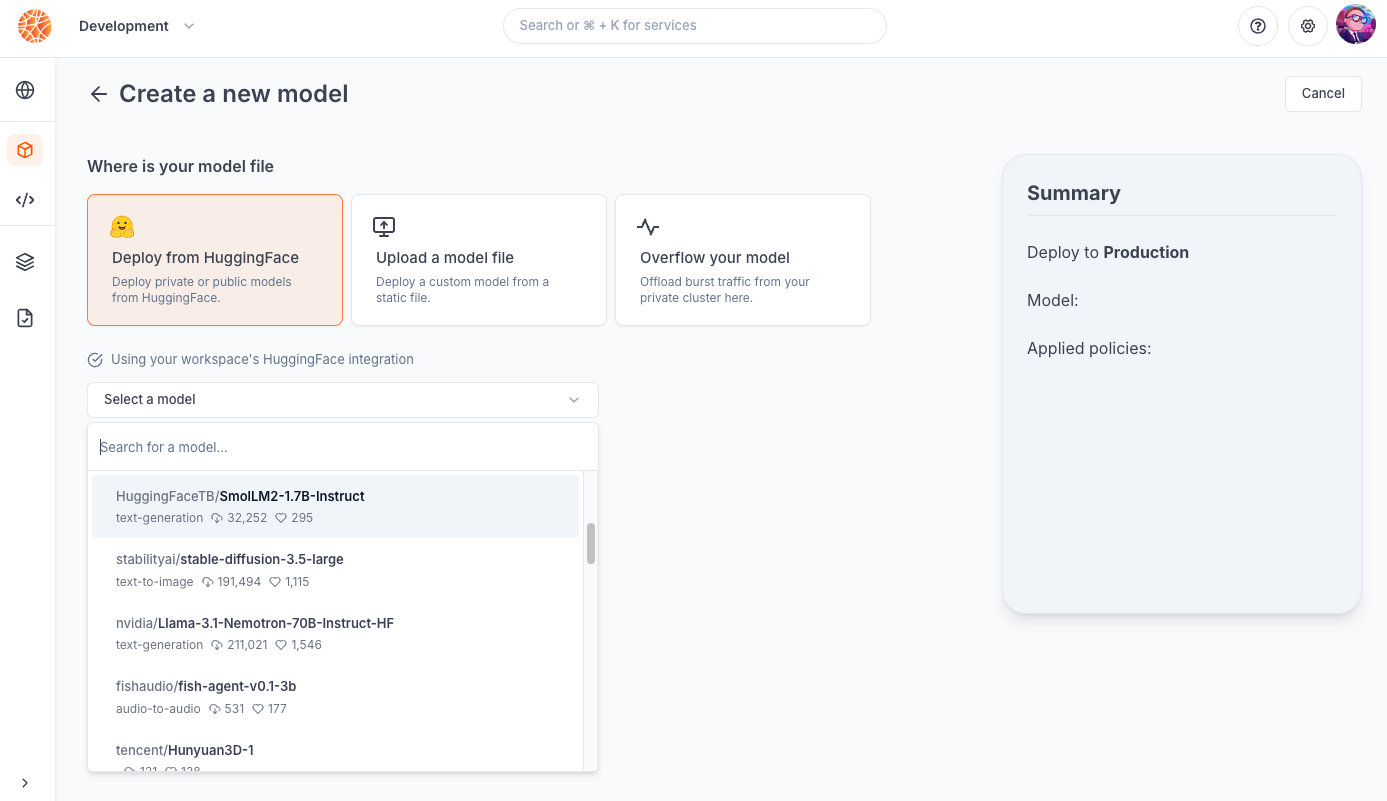 Development
Search or ⌘ + K for services
Create a new model
Cancel
Where is your model file
Deploy from HuggingFace
Deploy private or public models
from HuggingFace.
Upload a model file
Deploy a custom model from a
static file.
Overflow your model
Offload burst traffic from your
private cluster here.
Using your workspace's HuggingFace integration
Select a model
Search for a model...
HuggingFaceTB/SmolLM2-1.7B-Instruct
text-generation 32,252 295
stabilityai/stable-diffusion-3.5-large
text-to-image 191,494 1,115
nvidia/Llama-3.1-Nemotron-70B-Instruct-HF
text-generation 211,021 1,546
fishaudio/fish-agent-v0.1-3b
audio-to-audio 531 177
tencent/Hunyuan3D-1
Summary
Deploy to Production
Model:
Applied policies: